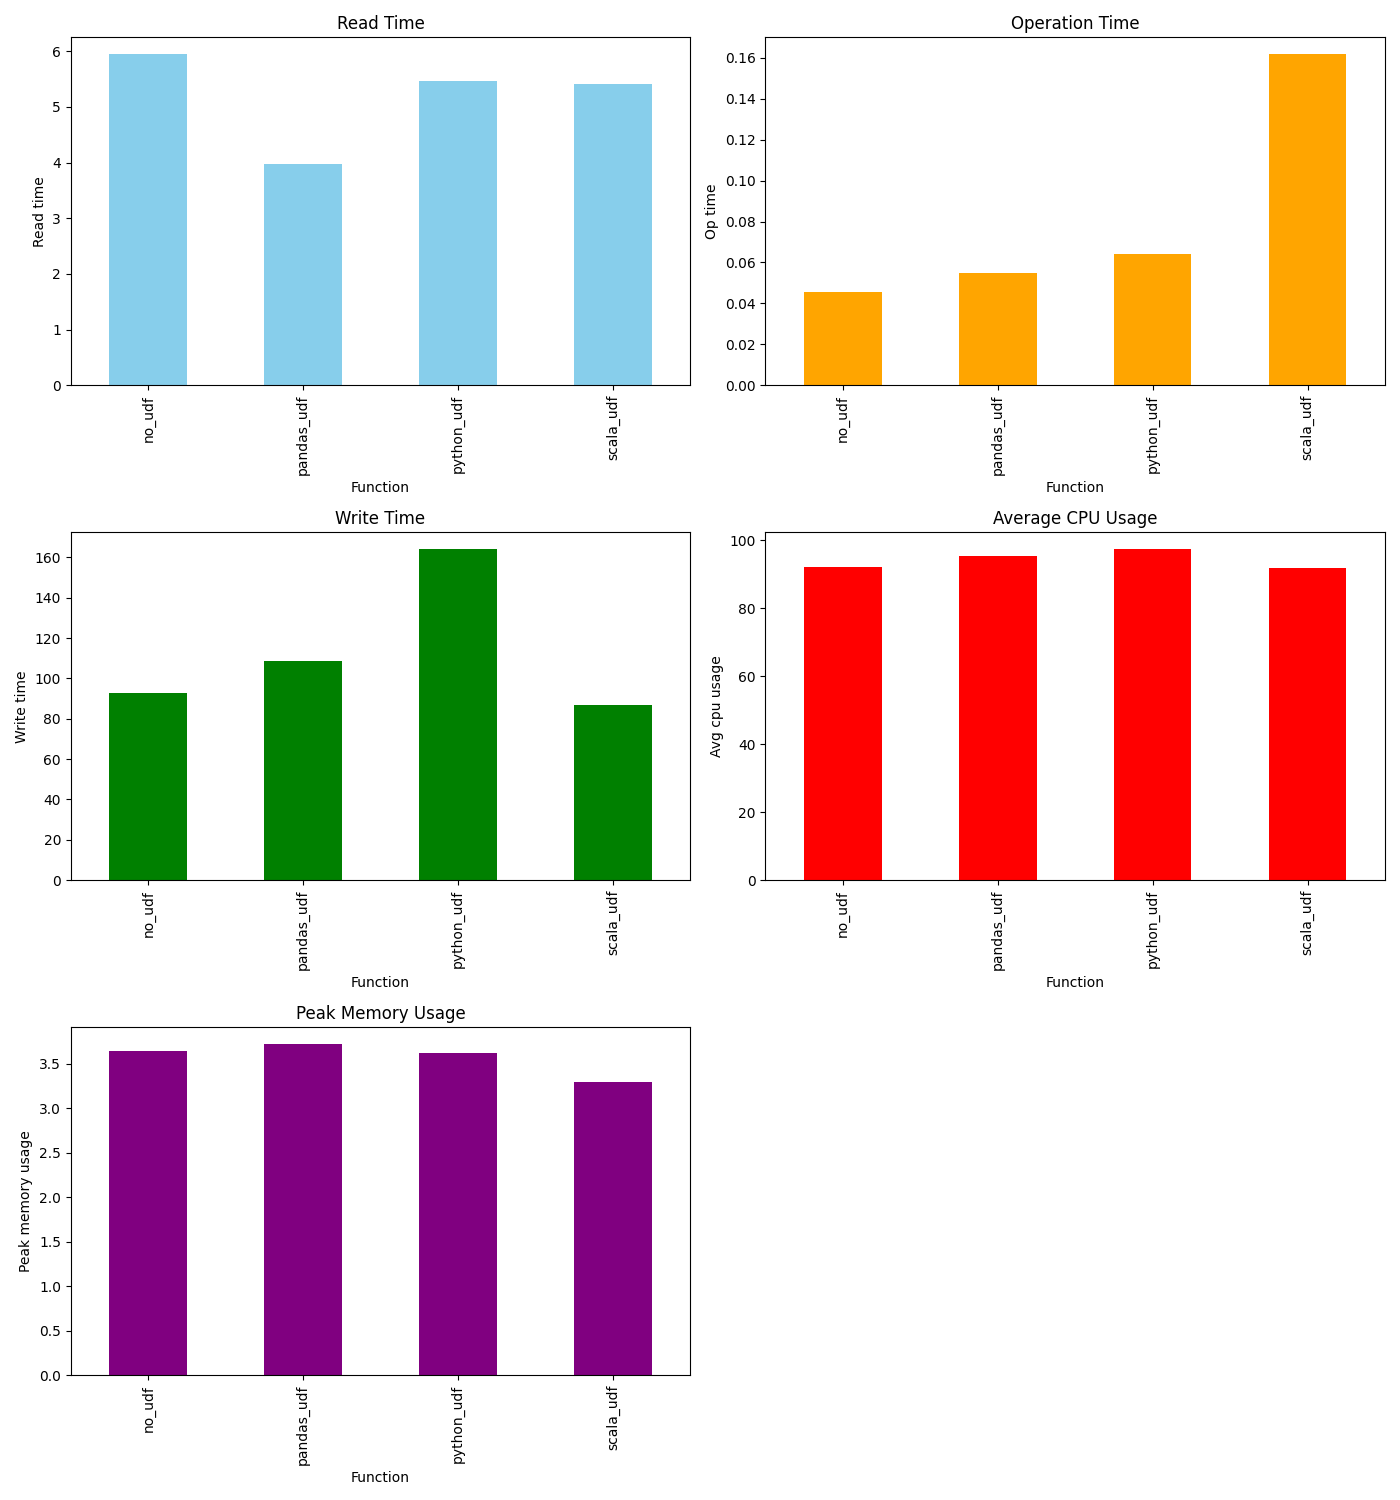 Read Time
6
5
4
3
2
1
0
Read time
no_udf
pandas_udf
python_udf
scala_udf
Function
Operation Time
0.16
0.14
0.12
0.10
0.08
0.06
0.04
0.02
0.00
Op time
no_udf
pandas_udf
python_udf
scala_udf
Function
Write Time
160
140
120
100
80
60
40
20
0
Write time
no_udf
pandas_udf
python_udf
scala_udf
Function
Average CPU Usage
100
80
60
40
20
0
Avg cpu usage
no_udf
pandas_udf
python_udf
scala_udf
Function
Peak Memory Usage
3.5
3.0
2.5
2.0
1.5
1.0
0.5
0.0
Peak memory usage
no_udf
pandas_udf
python_udf
scala_udf
Function